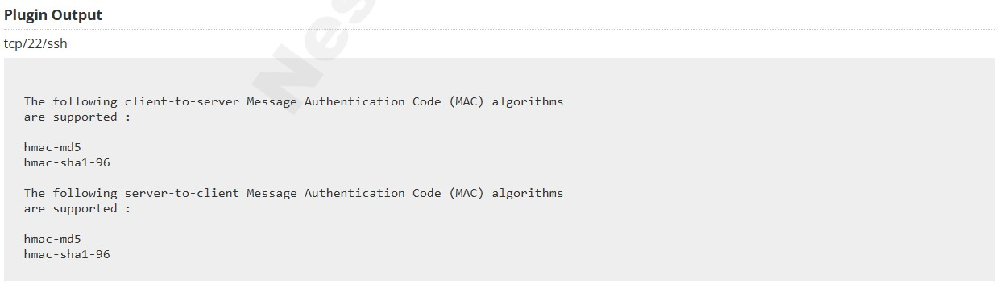 Plugin Output
tcp/22/ssh
The following client-to-server Message Authentication Code (MAC) algorithms
are supported :
hmac-md5
hmac-sha1-96
The following server-to-client Message Authentication Code (MAC) algorithms
are supported :
hmac-md5
hmac-sha1-96
Nes